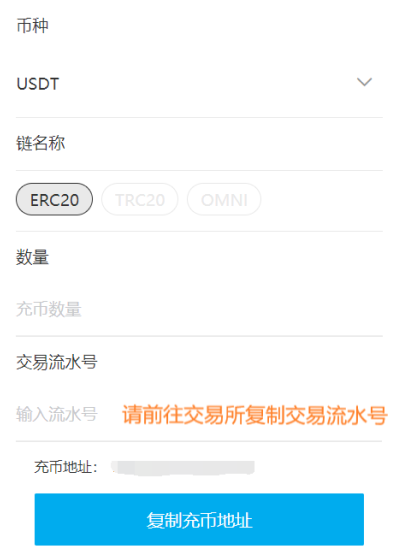 币种
USDT
链名称
ERC20 TRC20 OMNI
数量
充币数量
交易流水号
输入流水号 请前往交易所复制交易流水号
充币地址:
复制充币地址